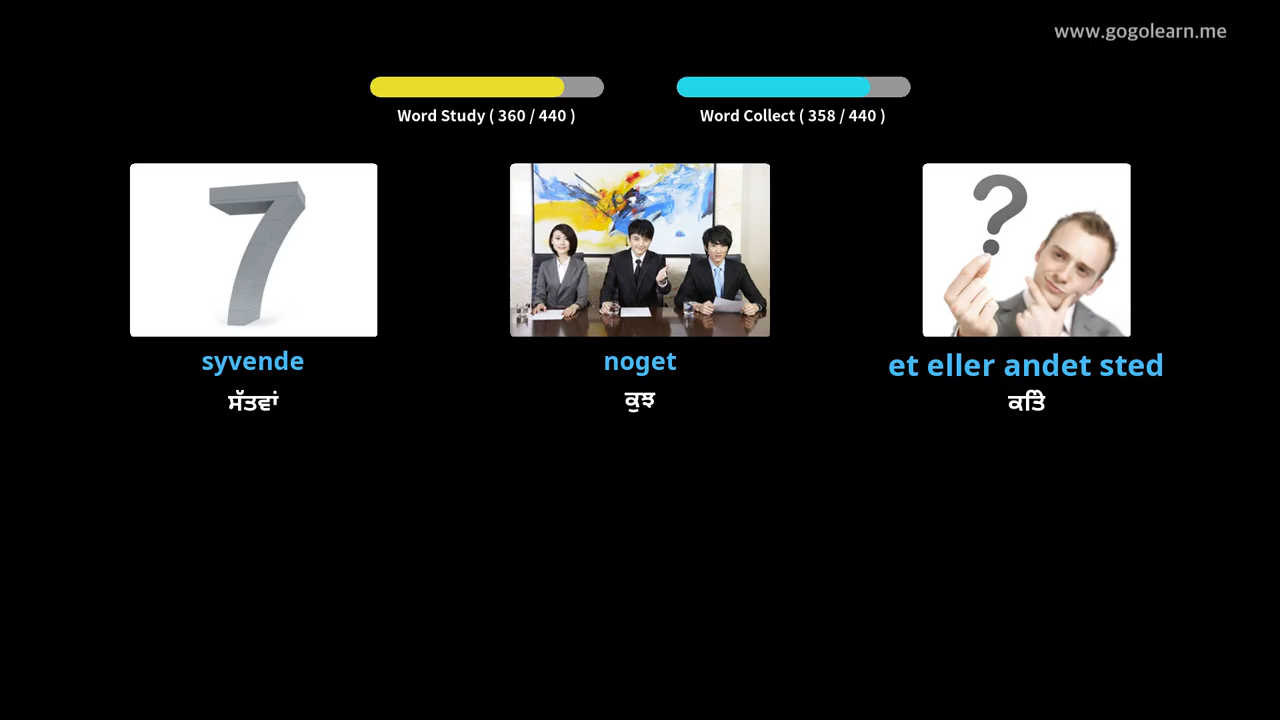 www.gogolearn.me
Word Study ( 360 / 440 )
Word Collect ( 358 / 440 )
7
?
syvende
noget
et eller andet sted
ਸੱਤਵਾਂ
ਕੁਝ
ਕਤਿੇ